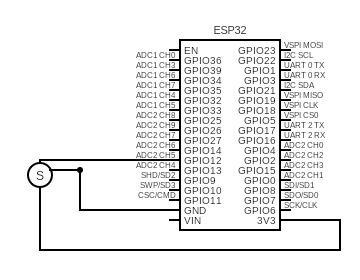 ESP32
EN GPIO23 VSPI MOSI
ADC1 CH0 GPIO36 GPIO22 I2C SCL
ADC1 CH3 GPIO39 GPIO1 UART 0 TX
ADC1 CH6 GPIO34 GPIO3 UART 0 RX
ADC1 CH7 GPIO35 GPIO21 I2C SDA
ADC1 CH4 GPIO32 GPIO19 VSPI MISO
ADC1 CH5 GPIO33 GPIO18 VSPI CLK
ADC2 CH8 GPIO25 GPIO5 VSPI CS0
ADC2 CH9 GPIO26 GPIO17 UART 2 TX
ADC2 CH7 GPIO27 GPIO16 UART 2 RX
ADC2 CH6 GPIO14 GPIO4 ADC2 CH0
ADC2 CH5 GPIO12 GPIO2 ADC2 CH2
ADC2 CH4 GPIO13 GPIO15 ADC2 CH3
SHD/SD2 GPIO9 GPIO0 ADC2 CH1
SWP/SD3 GPIO10 GPIO8 SDI/SD1
CSC/CMD GPIO11 GPIO7 SDO/SD0
GND GPIO6 SCK/CLK
VIN 3V3
S